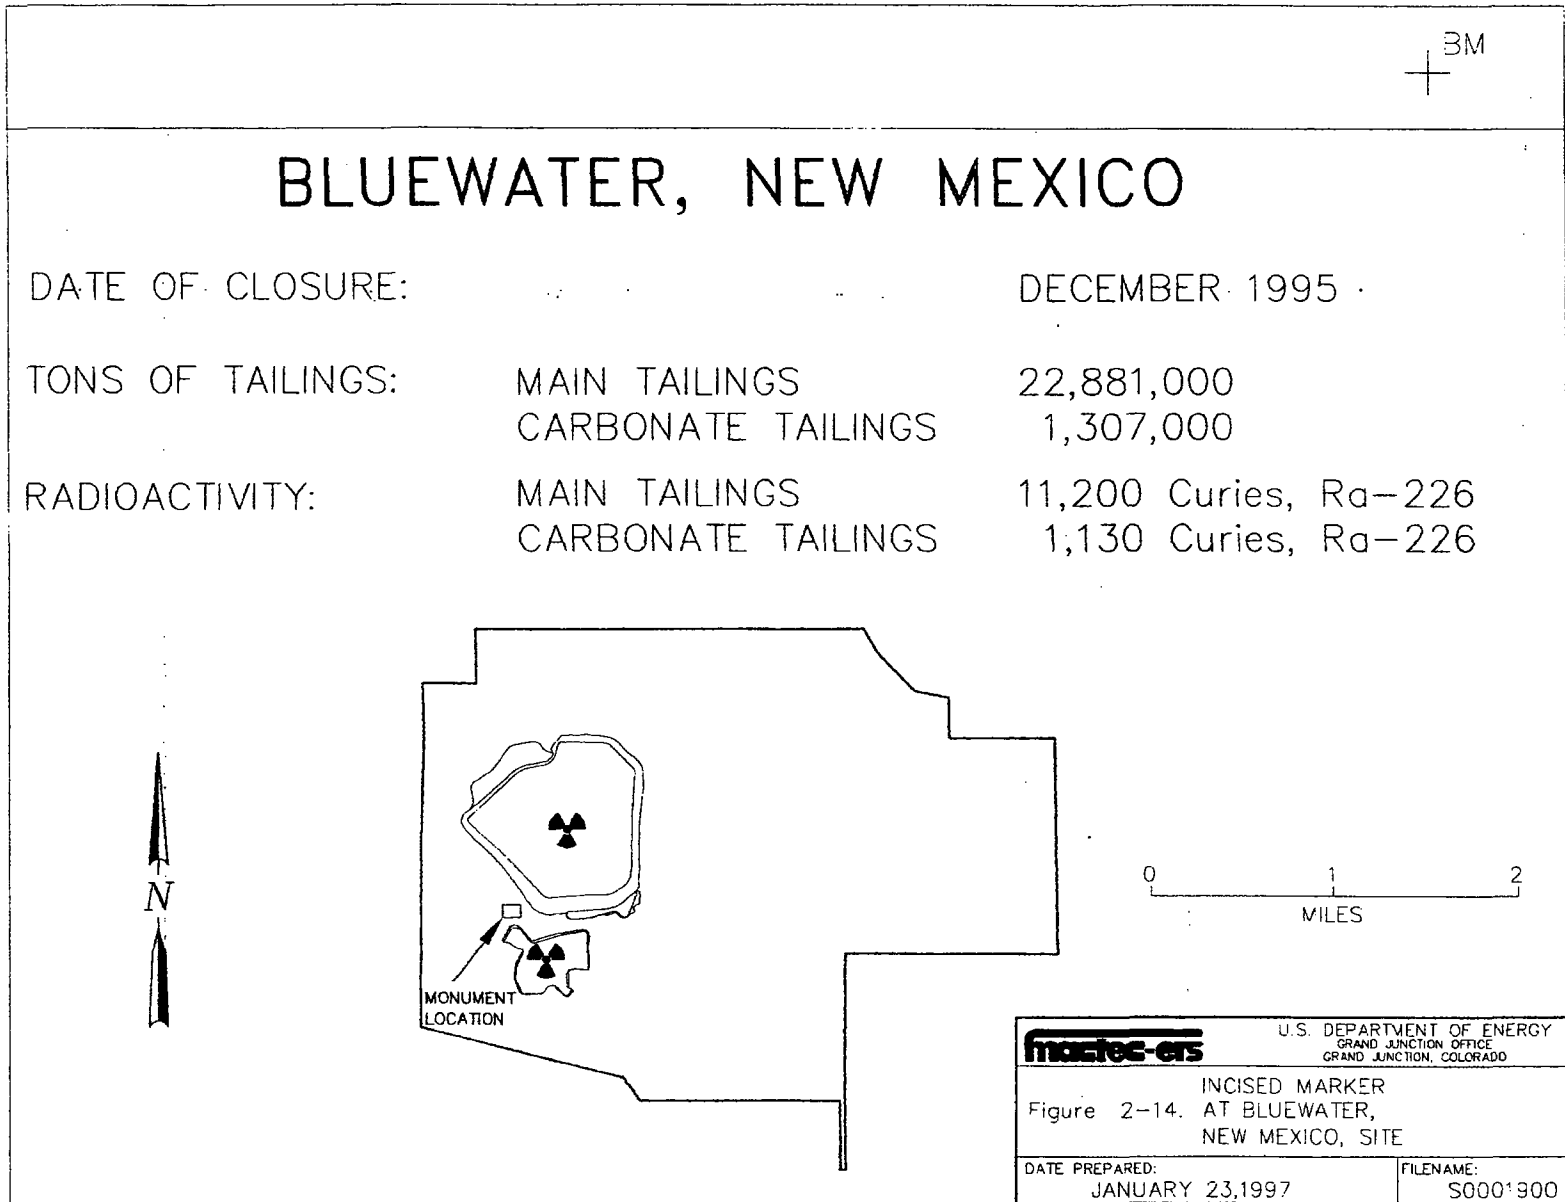 BM
BLUEWATER, NEW MEXICO
DATE OF CLOSURE: DECEMBER 1995
TONS OF TAILINGS: MAIN TAILINGS 22,881,000
CARBONATE TAILINGS 1,307,000
RADIOACTIVITY: MAIN TAILINGS 11,200 Curies, Ra-226
CARBONATE TAILINGS 1,130 Curies, Ra-226
N
0 1 2
MILES
MONUMENT
LOCATION
mactec-ers
U.S. DEPARTMENT OF ENERGY
GRAND JUNCTION OFFICE
GRAND JUNCTION, COLORADO
INCISED MARKER
Figure 2-14. AT BLUEWATER,
NEW MEXICO, SITE
DATE PREPARED: FILENAME:
JANUARY 23,1997 S0001900